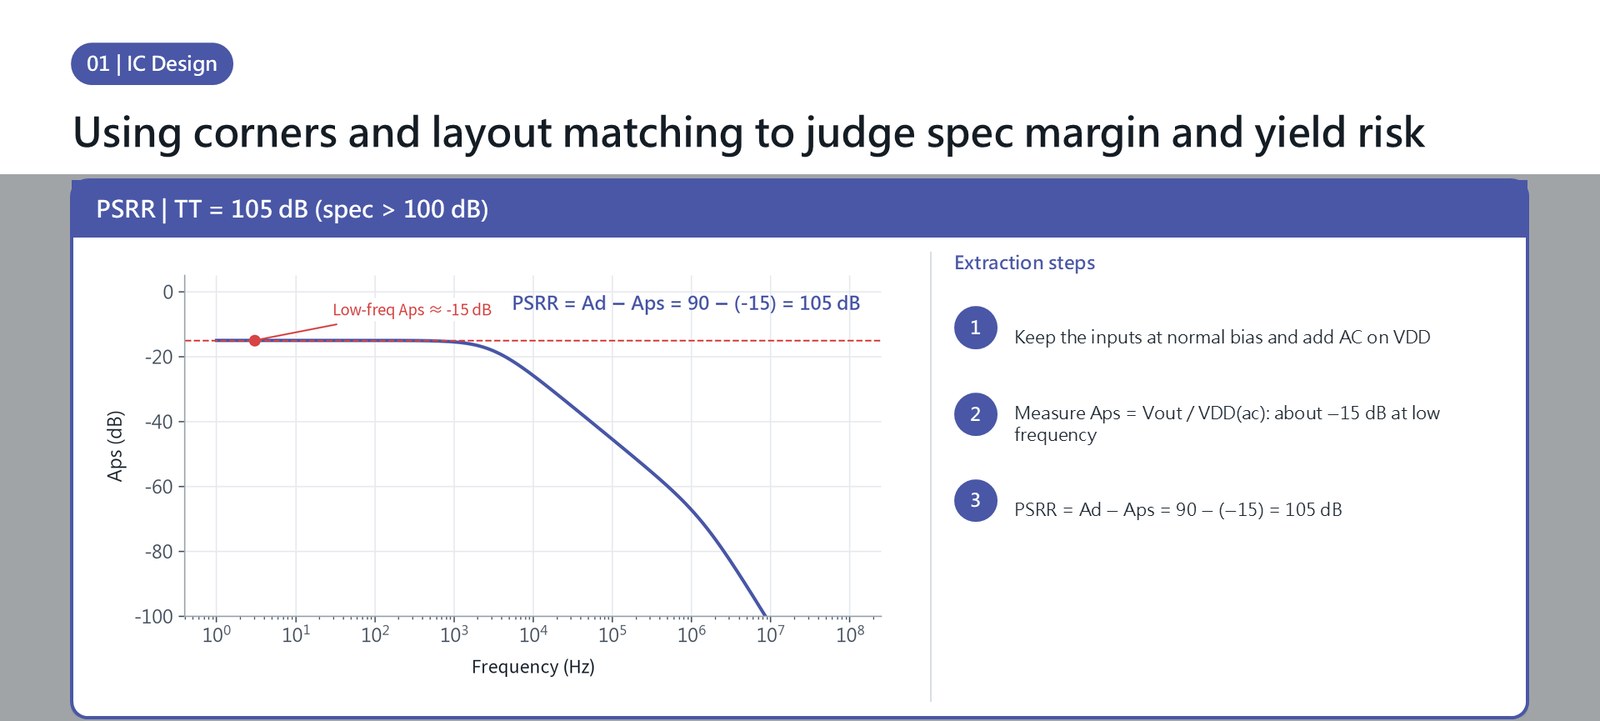 01 | IC Design
Using corners and layout matching to judge spec margin and yield risk
PSRR | TT = 105 dB (spec > 100 dB)
Low-freq Aps ≈ -15 dB
PSRR = Ad − Aps = 90 − (-15) = 105 dB
0
-20
-40
-60
-80
-100
Aps (dB)
10⁰ 10¹ 10² 10³ 10⁴ 10⁵ 10⁶ 10⁷ 10⁸
Frequency (Hz)
Extraction steps
1
Keep the inputs at normal bias and add AC on VDD
2
Measure Aps = Vout / VDD(ac): about −15 dB at low
frequency
3
PSRR = Ad − Aps = 90 − (−15) = 105 dB